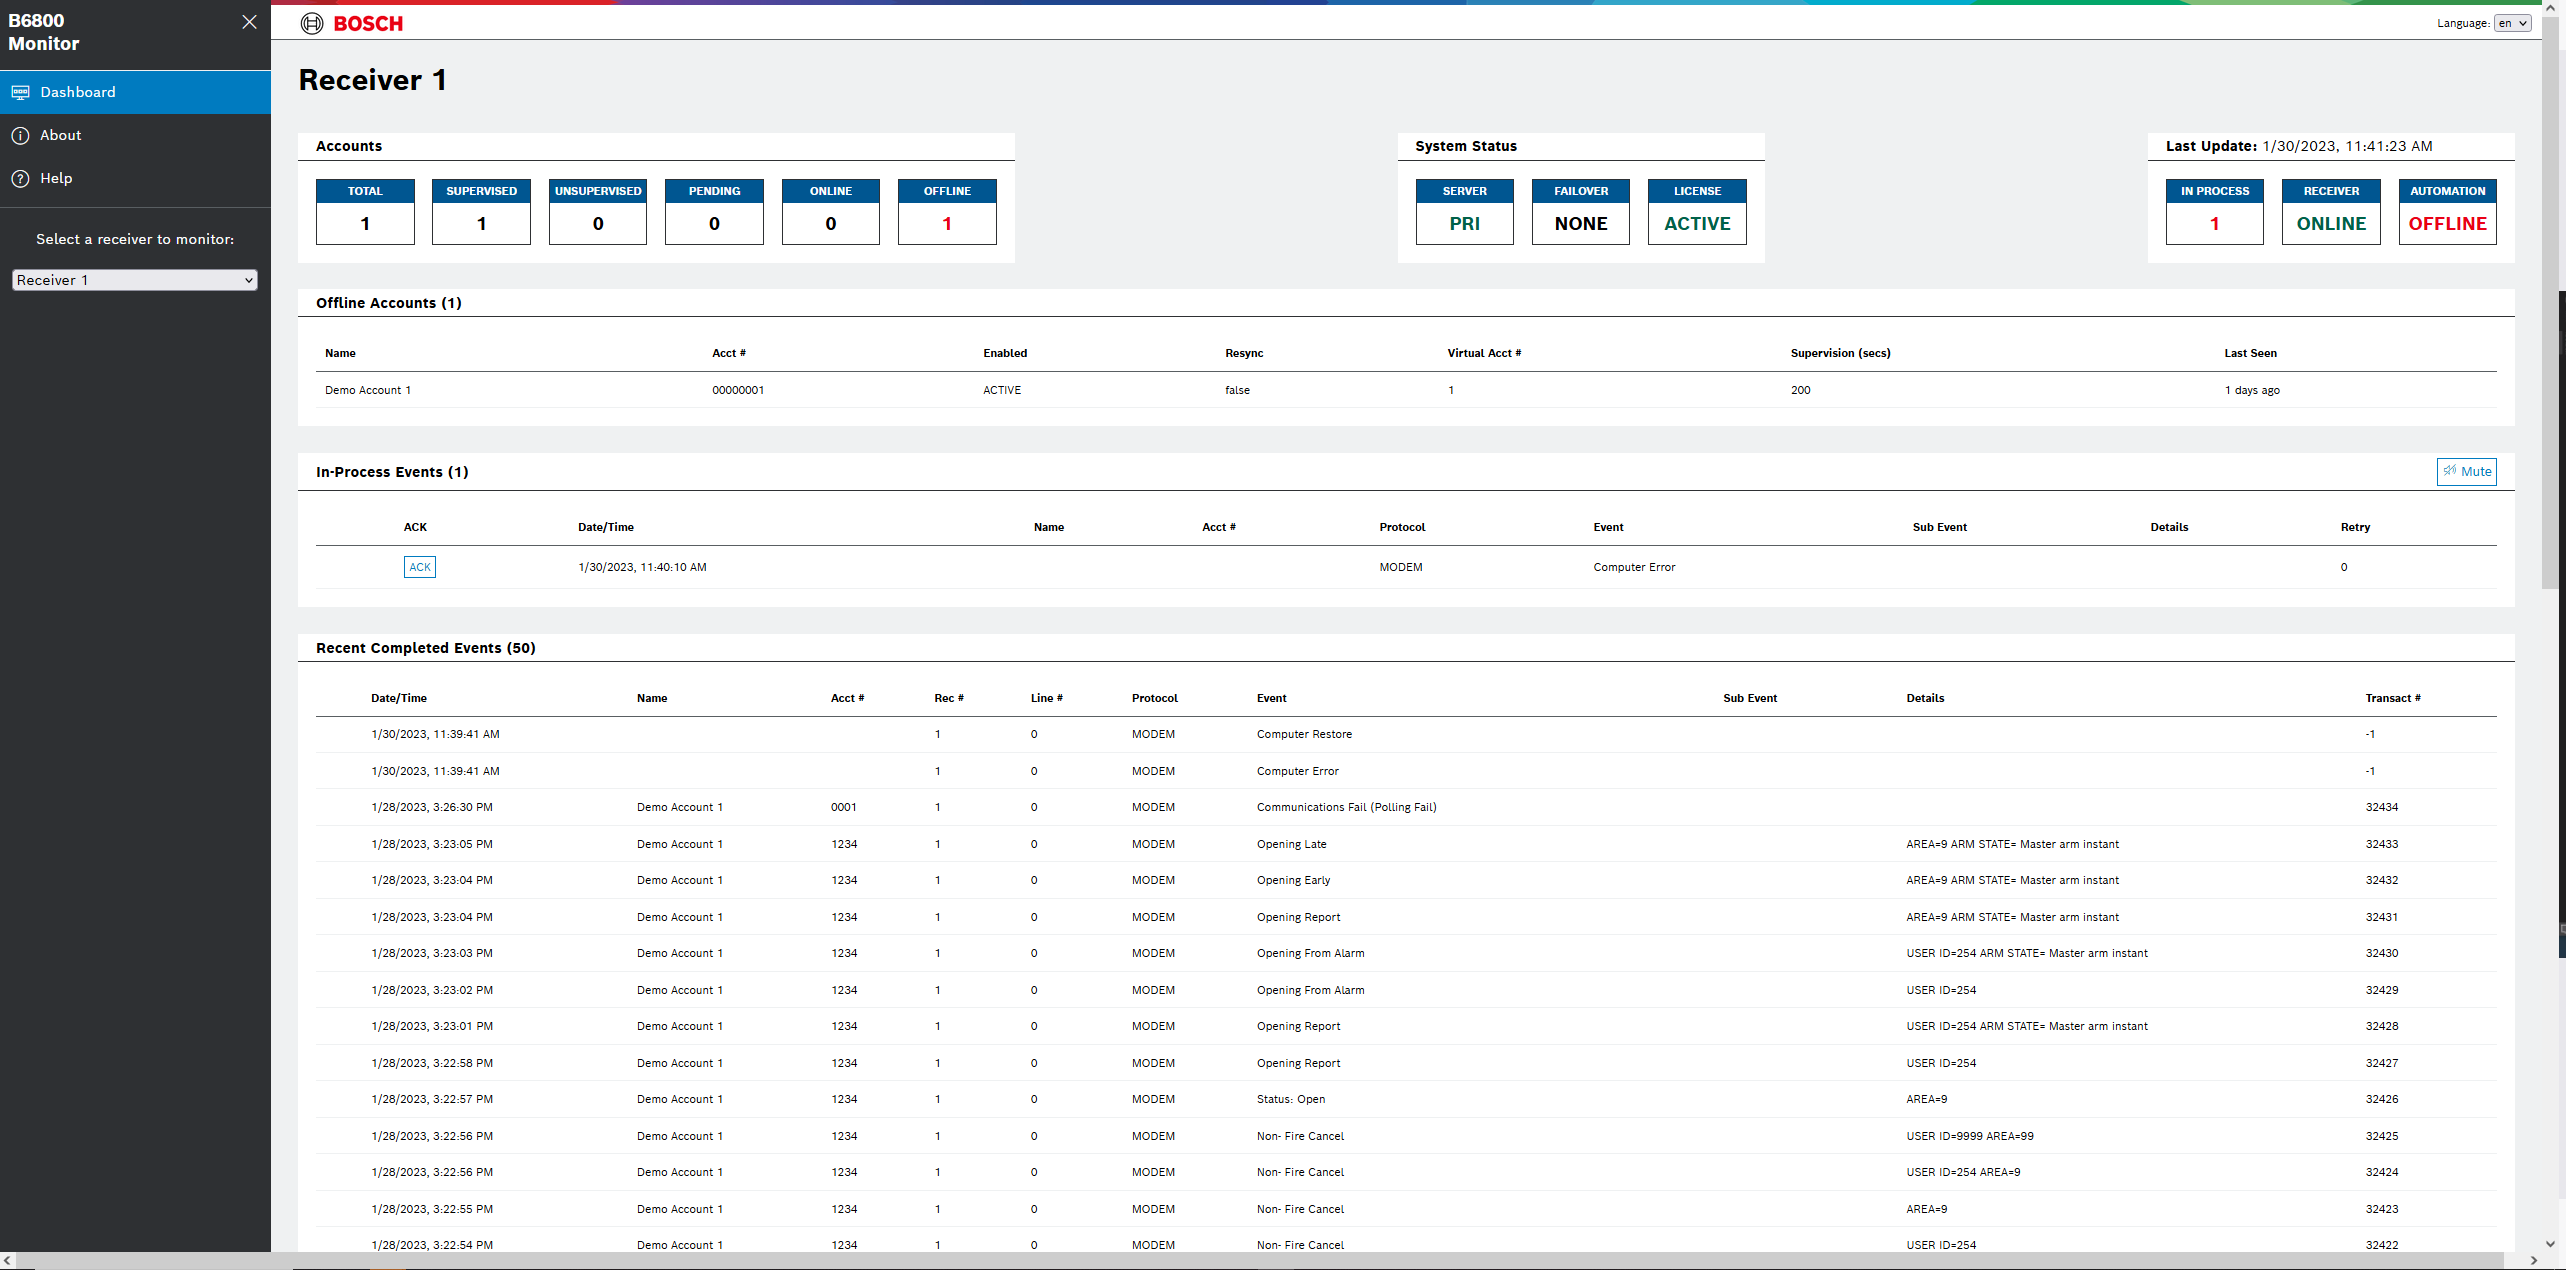 B6800
Monitor
Dashboard
About
Help
Select a receiver to monitor:
Receiver 1
BOSCH
Language: en
Receiver 1
Accounts
TOTAL SUPERVISED UNSUPERVISED PENDING ONLINE OFFLINE
1 1 0 0 0 1
System Status
SERVER FAILOVER LICENSE
PRI NONE ACTIVE
Last Update: 1/30/2023, 11:41:23 AM
IN PROCESS RECEIVER AUTOMATION
1 ONLINE OFFLINE
Offline Accounts (1)
Name Acct # Enabled Resync Virtual Acct # Supervision (secs) Last Seen
Demo Account 1 00000001 ACTIVE false 1 200 1 days ago
In-Process Events (1)
Mute
ACK Date/Time Name Acct # Protocol Event Sub Event Details Retry
ACK 1/30/2023, 11:40:10 AM MODEM Computer Error 0
Recent Completed Events (50)
Date/Time Name Acct # Rec # Line # Protocol Event Sub Event Details Transact #
1/30/2023, 11:39:41 AM 1 0 MODEM Computer Restore -1
1/30/2023, 11:39:41 AM 1 0 MODEM Computer Error -1
1/28/2023, 3:26:30 PM Demo Account 1 0001 1 0 MODEM Communications Fail (Polling Fail) 32434
1/28/2023, 3:23:05 PM Demo Account 1 1234 1 0 MODEM Opening Late AREA=9 ARM STATE= Master arm instant 32433
1/28/2023, 3:23:04 PM Demo Account 1 1234 1 0 MODEM Opening Early AREA=9 ARM STATE= Master arm instant 32432
1/28/2023, 3:23:04 PM Demo Account 1 1234 1 0 MODEM Opening Report AREA=9 ARM STATE= Master arm instant 32431
1/28/2023, 3:23:03 PM Demo Account 1 1234 1 0 MODEM Opening From Alarm USER ID=254 ARM STATE= Master arm instant 32430
1/28/2023, 3:23:02 PM Demo Account 1 1234 1 0 MODEM Opening From Alarm USER ID=254 32429
1/28/2023, 3:23:01 PM Demo Account 1 1234 1 0 MODEM Opening Report USER ID=254 ARM STATE= Master arm instant 32428
1/28/2023, 3:22:58 PM Demo Account 1 1234 1 0 MODEM Opening Report USER ID=254 32427
1/28/2023, 3:22:57 PM Demo Account 1 1234 1 0 MODEM Status: Open AREA=9 32426
1/28/2023, 3:22:56 PM Demo Account 1 1234 1 0 MODEM Non- Fire Cancel USER ID=9999 AREA=99 32425
1/28/2023, 3:22:56 PM Demo Account 1 1234 1 0 MODEM Non- Fire Cancel USER ID=254 AREA=9 32424
1/28/2023, 3:22:55 PM Demo Account 1 1234 1 0 MODEM Non- Fire Cancel AREA=9 32423
1/28/2023, 3:22:54 PM Demo Account 1 1234 1 0 MODEM Non- Fire Cancel USER ID=254 32422